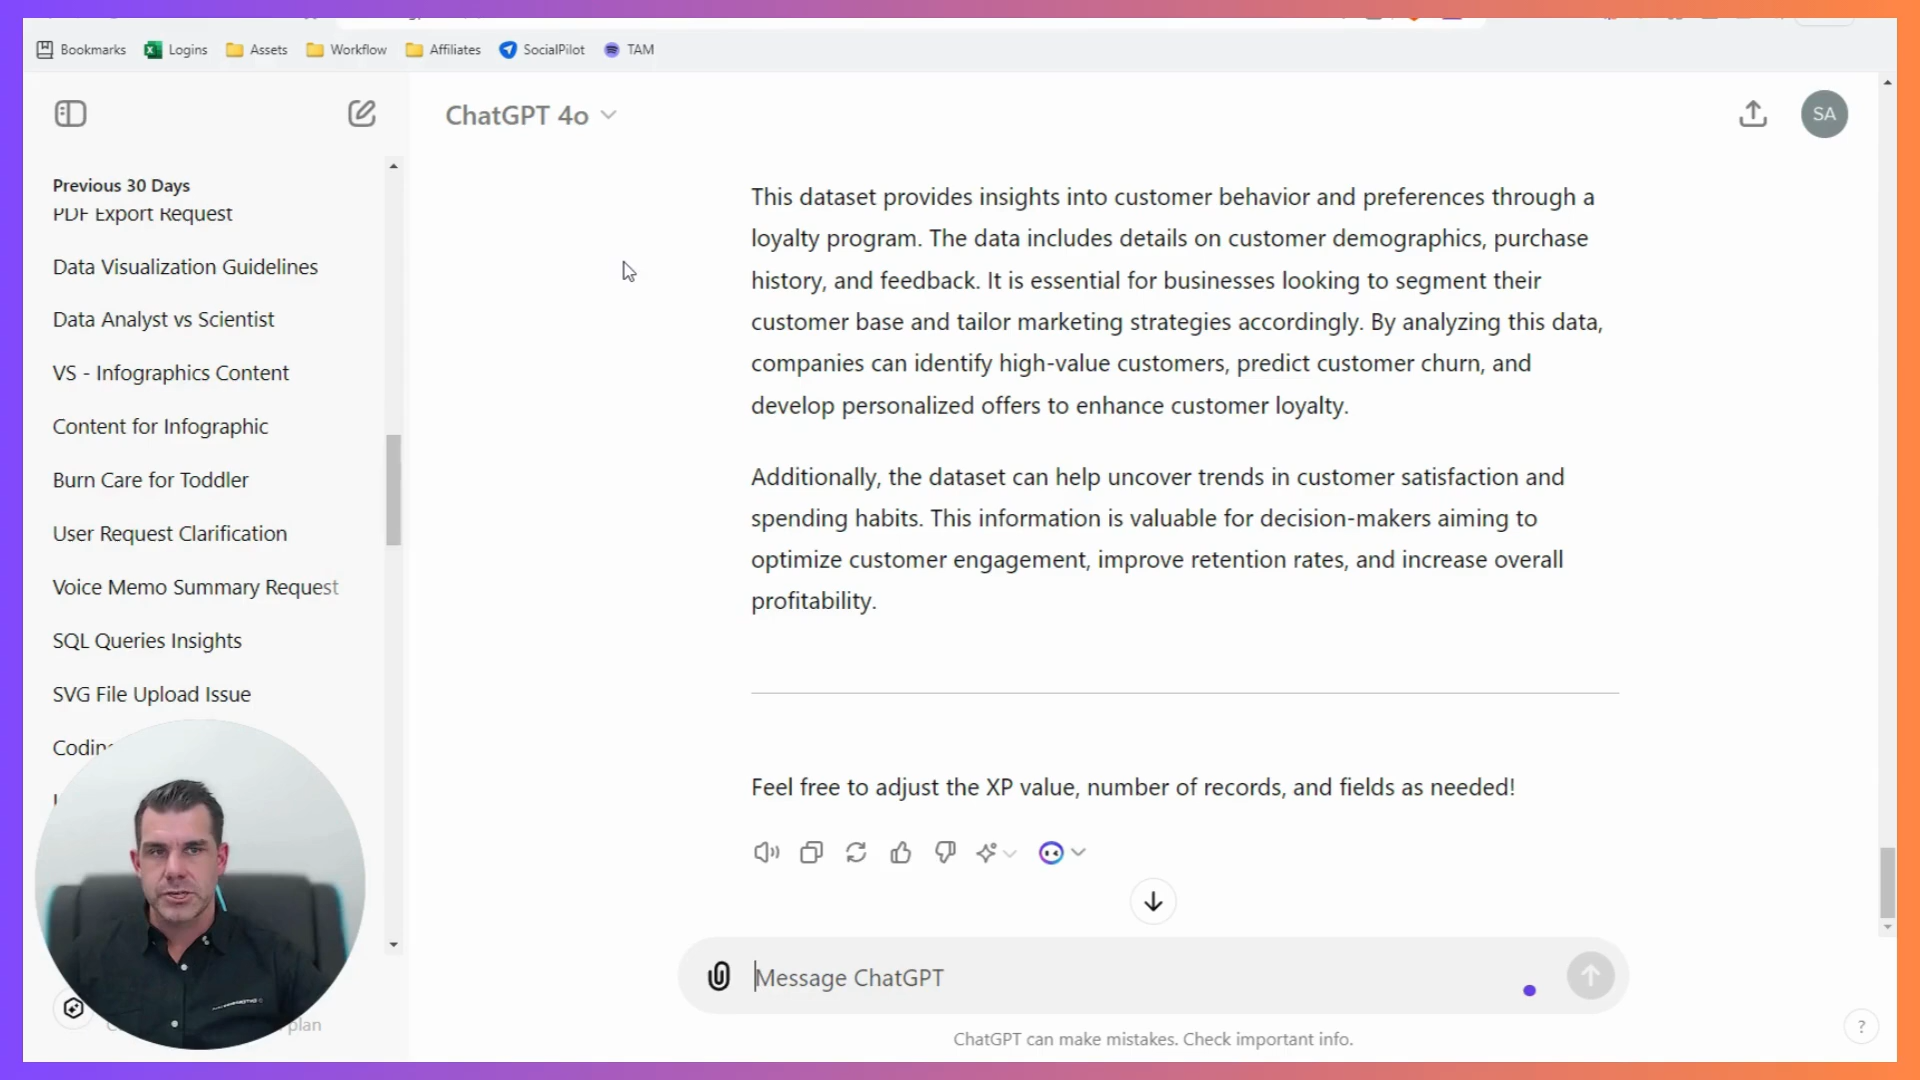 Bookmarks Logins Assets Workflow Affiliates SocialPilot TAM
ChatGPT 4o
SA
Previous 30 Days
PDF Export Request
Data Visualization Guidelines
Data Analyst vs Scientist
VS - Infographics Content
Content for Infographic
Burn Care for Toddler
User Request Clarification
Voice Memo Summary Request
SQL Queries Insights
SVG File Upload Issue
plan
This dataset provides insights into customer behavior and preferences through a
loyalty program. The data includes details on customer demographics, purchase
history, and feedback. It is essential for businesses looking to segment their
customer base and tailor marketing strategies accordingly. By analyzing this data,
companies can identify high-value customers, predict customer churn, and
develop personalized offers to enhance customer loyalty.
Additionally, the dataset can help uncover trends in customer satisfaction and
spending habits. This information is valuable for decision-makers aiming to
optimize customer engagement, improve retention rates, and increase overall
profitability.
Feel free to adjust the XP value, number of records, and fields as needed!
Message ChatGPT
ChatGPT can make mistakes. Check important info.
?